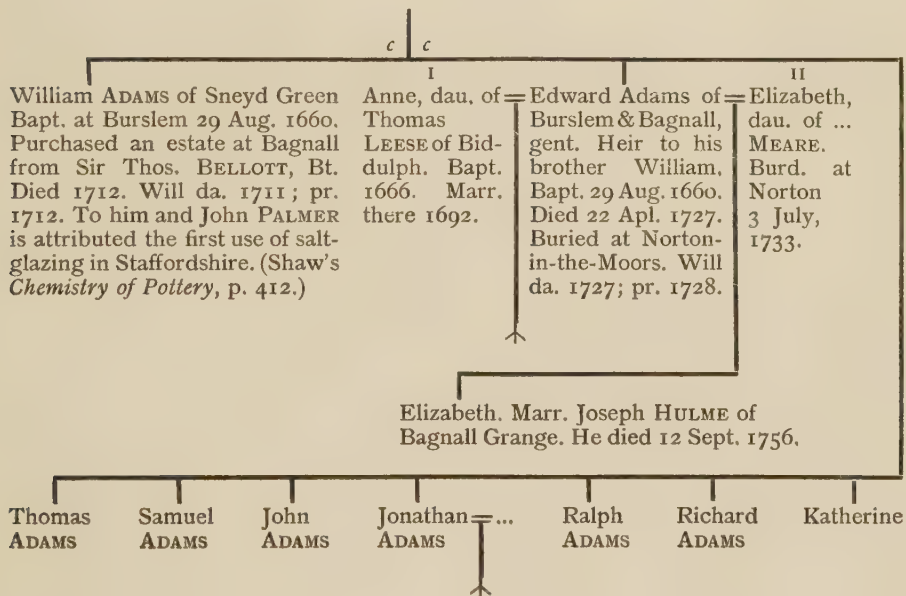 c c
William ADAMS of Sneyd Green
Bapt. at Burslem 29 Aug. 1660.
Purchased an estate at Bagnall
from Sir Thos. BELLOTT, Bt.
Died 1712. Will da. 1711; pr.
1712. To him and John PALMER
is attributed the first use of salt-
glazing in Staffordshire. (Shaw's
Chemistry of Pottery, p. 412.)
I
Anne, dau. of =
Thomas
LEESE of Bid-
dulph. Bapt.
1666. Marr.
there 1692.
Edward Adams of =
Burslem & Bagnall,
gent. Heir to his
brother William.
Bapt. 29 Aug. 1660.
Died 22 Apl. 1727.
Buried at Norton-
in-the-Moors. Will
da. 1727; pr. 1728.
II
Elizabeth,
dau. of ...
MEARE.
Burd. at
Norton
3 July,
1733.
Elizabeth. Marr. Joseph HULME of
Bagnall Grange. He died 12 Sept. 1756.
Thomas
ADAMS
Samuel
ADAMS
John
ADAMS
Jonathan = ...
ADAMS
Ralph
ADAMS
Richard
ADAMS
Katherine